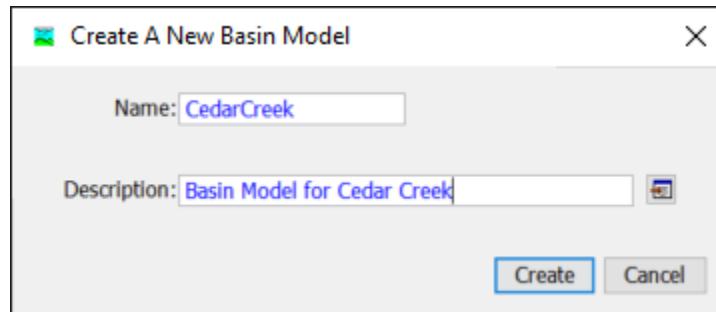 Create A New Basin Model
Name: CedarCreek
Description: Basin Model for Cedar Creek
Create Cancel